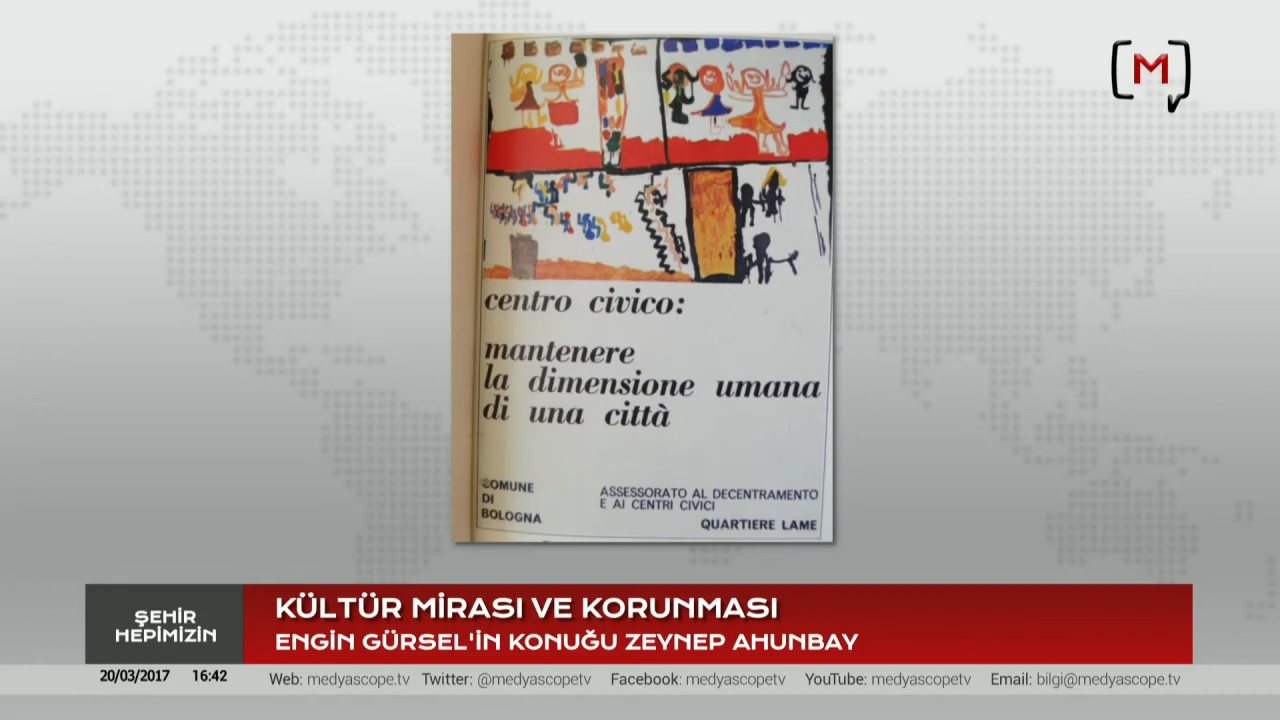 [M]
centro civico:
mantenere
la dimensione umana
di una città
COMUNE
DI
BOLOGNA
ASSESSORATO AL DECENTRAMENTO
E AI CENTRI CIVICI
QUARTIERE LAME
ŞEHİR
HEPİMİZİN
KÜLTÜR MİRASI VE KORUNMASI
ENGİN GÜRSEL'İN KONUĞU ZEYNEP AHUNBAY
20/03/2017 16:42
Web: medyascope.tv Twitter: @medyascopetv Facebook: medyascopetv YouTube: medyascopetv Email: bilgi@medyascope.tv